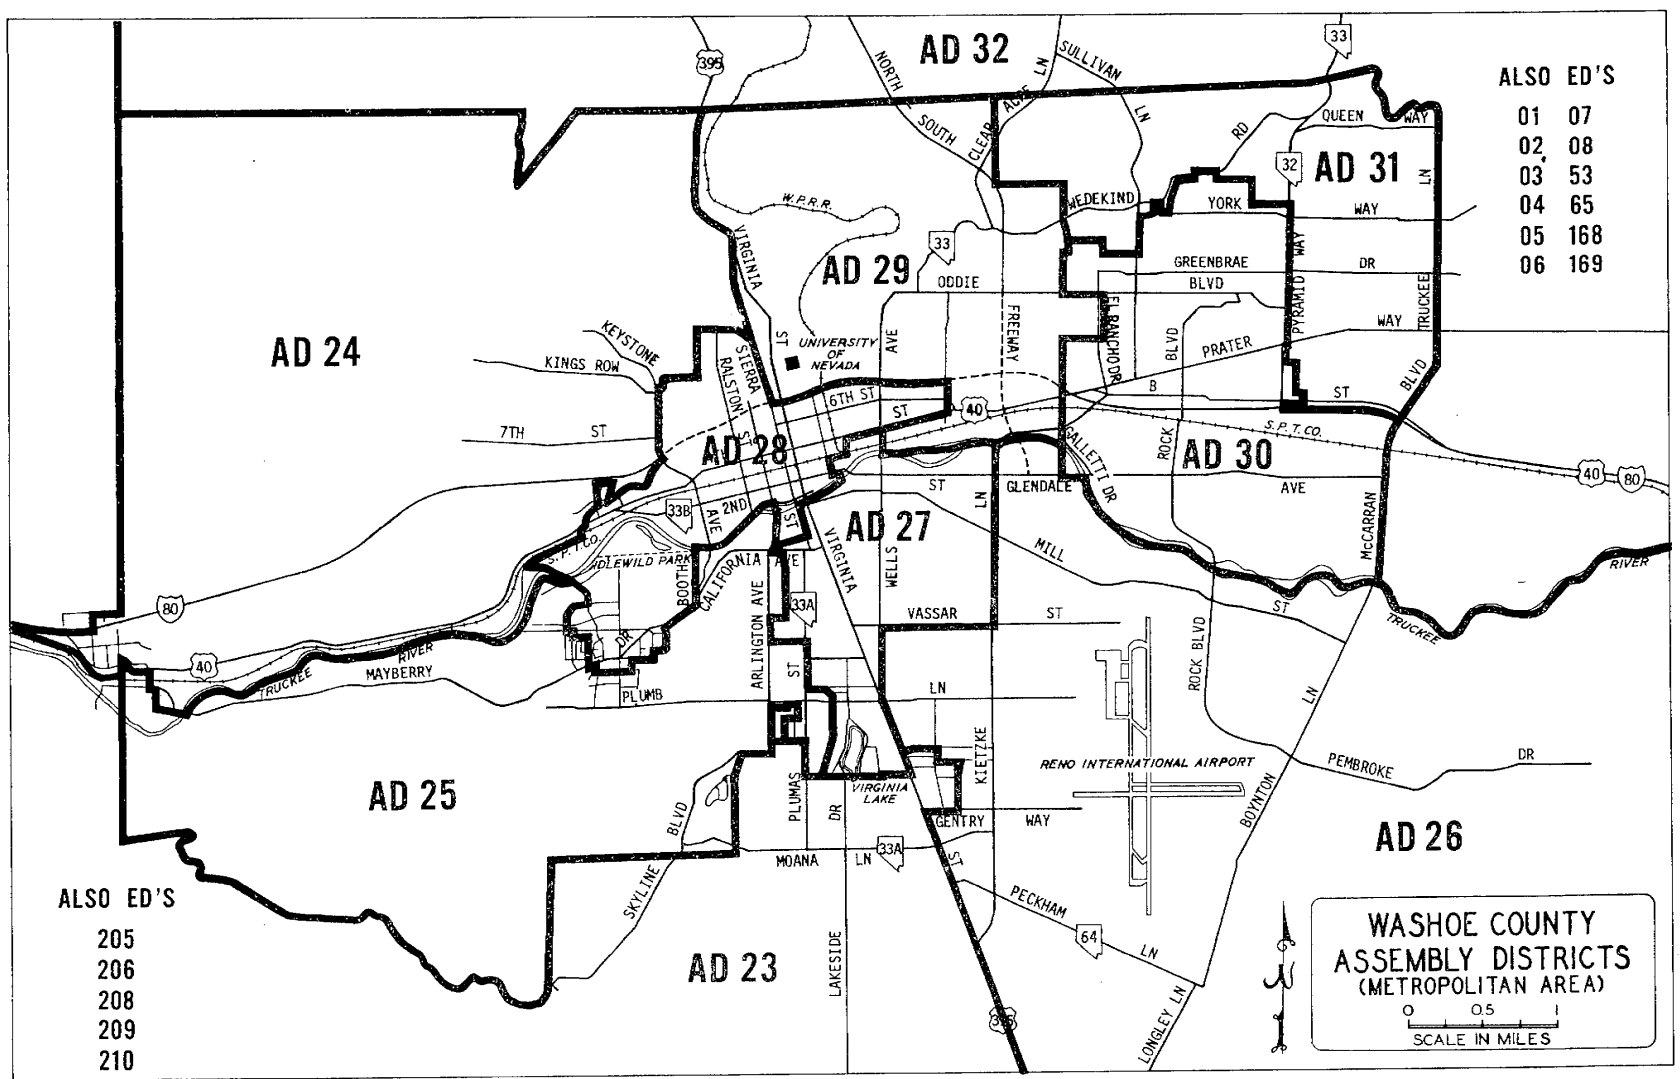 AD 32
395
33
NORTH - SOUTH
CLEAR ACRE LN
SULLIVAN LN
ALSO ED'S
01 07
02 08
03 53
04 65
05 168
06 169
RD
QUEEN WAY
32
AD 31
LN
W.P.R.R.
WEDEKIND
YORK WAY
VIRGINIA ST
33
AD 29
ODDIE BLVD
GREENBRAE DR
PYRAMID WAY
TRUCKEE
FREEWAY
EL RANCHO DR
KEYSTONE
KINGS ROW
AD 24
SIERRA
RALSTON ST
UNIVERSITY
OF
NEVADA
AVE
BLVD
PRATER WAY
BLVD
6TH ST
ST
40
B ST
7TH ST
AD 28
S.P.T.CO.
GALLETTI DR
ROCK
AD 30
40
80
33B
2ND
ST
AVE
ST
GLENDALE AVE
LN
McCARRAN
AD 27
S.P.T.CO.
IDLEWILD PARK
CALIFORNIA AVE
BOOTH
VIRGINIA
WELLS
MILL ST
RIVER
80
33A
ARLINGTON AVE
VASSAR ST
TRUCKEE
DR
40
RIVER
MAYBERRY
TRUCKEE
PLUMB LN
ST
ROCK BLVD
LN
KIETZKE
RENO INTERNATIONAL AIRPORT
PEMBROKE DR
AD 25
BLVD
PLUMAS
DR
VIRGINIA
LAKE
GENTRY WAY
BOYNTON
AD 26
MOANA LN
33A
ST
ALSO ED'S
205
206
208
209
210
SKYLINE
PECKHAM LN
64
AD 23
LAKESIDE
395
LONGLEY LN
N
WASHOE COUNTY
ASSEMBLY DISTRICTS
(METROPOLITAN AREA)
0 0.5 1
SCALE IN MILES